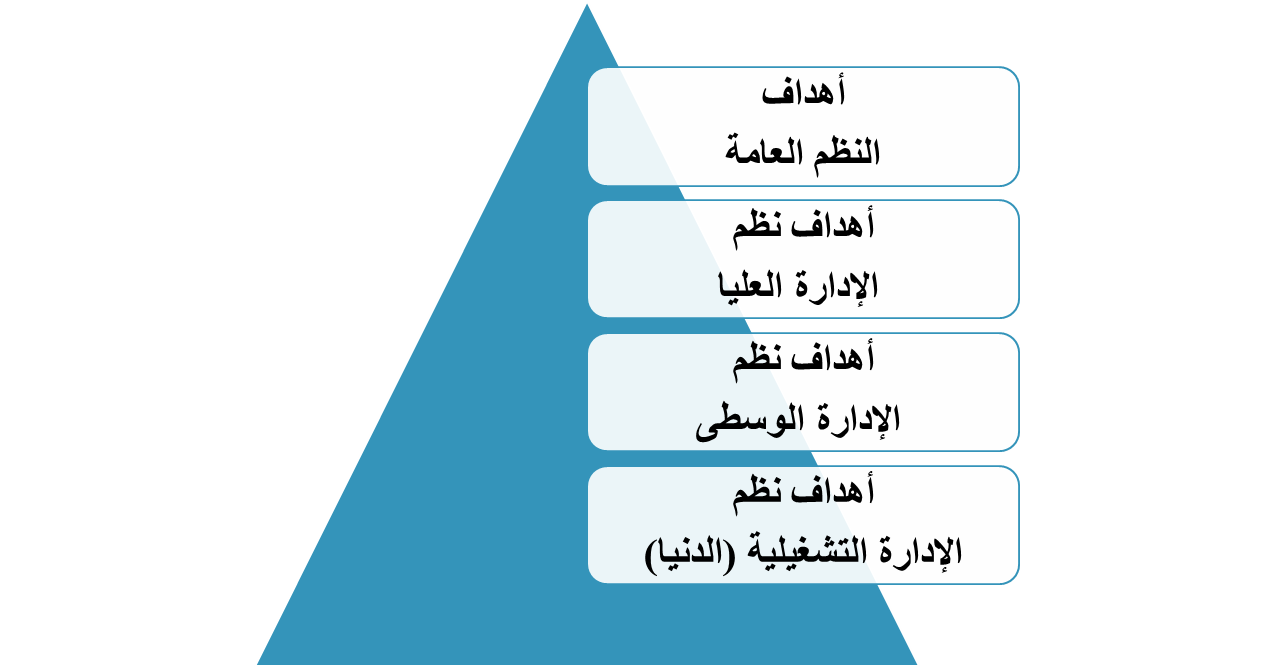 أهداف
النظم العامة
أهداف نظم
الإدارة العليا
أهداف نظم
الإدارة الوسطى
أهداف نظم
الإدارة التشغيلية (الدنيا)